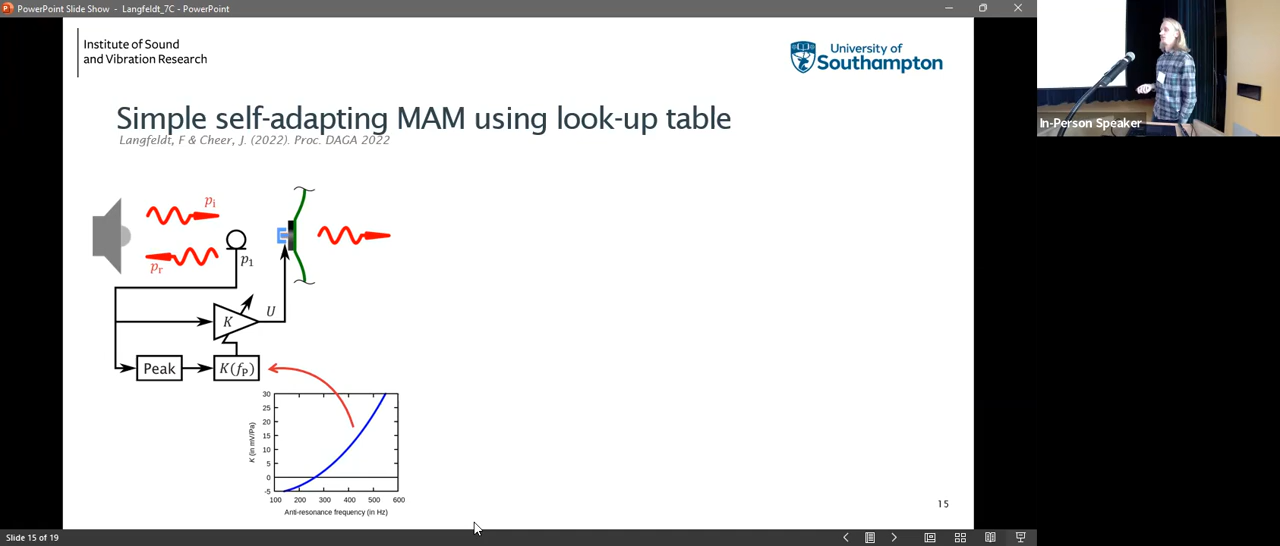 PowerPoint Slide Show - Langfeldt_7C - PowerPoint
Institute of Sound
and Vibration Research
University of
Southampton
In-Person Speaker
Simple self-adapting MAM using look-up table
Langfeldt, F & Cheer, J. (2022). Proc. DAGA 2022
pi
pr
p1
K
U
Peak
K(fP)
30
25
20
15
10
5
0
-5
K (in mV/Pa)
100 200 300 400 500 600
Anti-resonance frequency (in Hz)
15
Slide 15 of 19